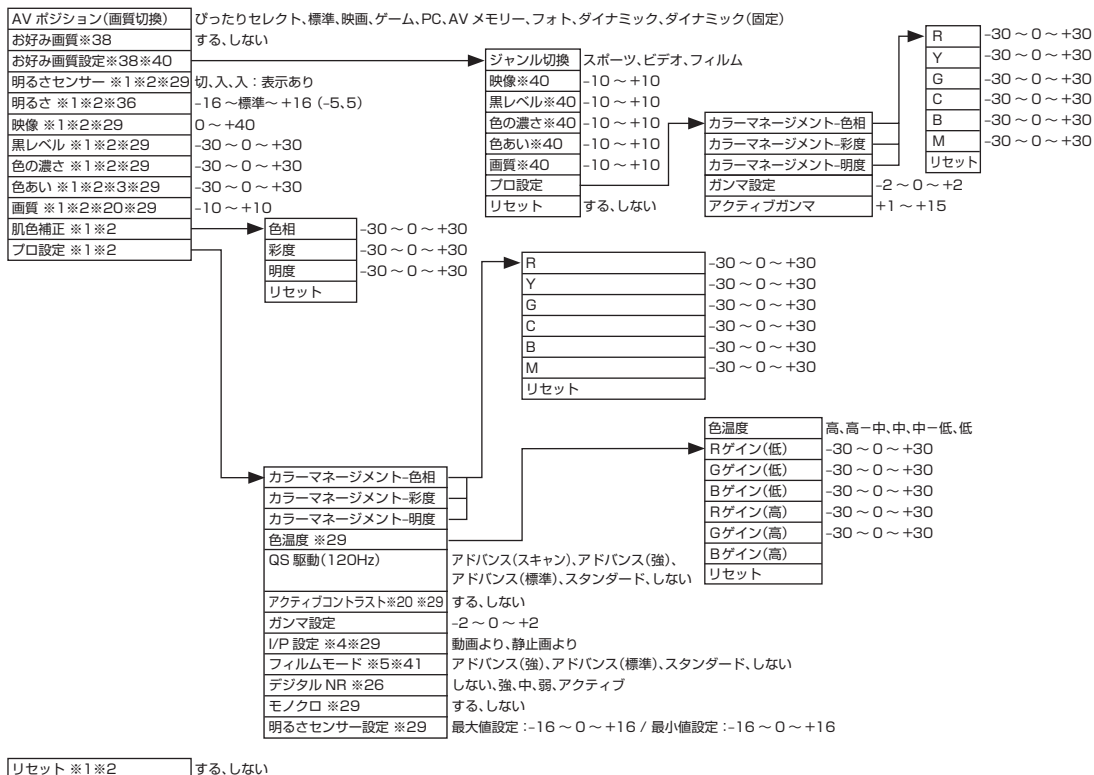 AV ポジション(画質切換) ぴったりセレクト、標準、映画、ゲーム、PC、AV メモリー、フォト、ダイナミック、ダイナミック(固定)
お好み画質※38 する、しない
お好み画質設定※38※40
明るさセンサー ※1※2※29 切、入、入：表示あり
明るさ ※1※2※36 -16 ～標準～ +16 (-5、5)
映像 ※1※2※29 0 ～ +40
黒レベル ※1※2※29 -30 ～ 0 ～ +30
色の濃さ ※1※2※29 -30 ～ 0 ～ +30
色あい ※1※2※3※29 -30 ～ 0 ～ +30
画質 ※1※2※20※29 -10 ～ +10
肌色補正 ※1※2
プロ設定 ※1※2
ジャンル切換 スポーツ、ビデオ、フィルム
映像※40 -10 ～ +10
黒レベル※40 -10 ～ +10
色の濃さ※40 -10 ～ +10
色あい※40 -10 ～ +10
画質※40 -10 ～ +10
プロ設定
リセット する、しない
カラーマネージメント-色相
カラーマネージメント-彩度
カラーマネージメント-明度
ガンマ設定 -2 ～ 0 ～ +2
アクティブガンマ +1 ～ +15
R -30 ～ 0 ～ +30
Y -30 ～ 0 ～ +30
G -30 ～ 0 ～ +30
C -30 ～ 0 ～ +30
B -30 ～ 0 ～ +30
M -30 ～ 0 ～ +30
リセット
色相 -30 ～ 0 ～ +30
彩度 -30 ～ 0 ～ +30
明度 -30 ～ 0 ～ +30
リセット
R -30 ～ 0 ～ +30
Y -30 ～ 0 ～ +30
G -30 ～ 0 ～ +30
C -30 ～ 0 ～ +30
B -30 ～ 0 ～ +30
M -30 ～ 0 ～ +30
リセット
カラーマネージメント-色相
カラーマネージメント-彩度
カラーマネージメント-明度
色温度 ※29
QS 駆動(120Hz) アドバンス(スキャン)、アドバンス(強)、
アドバンス(標準)、スタンダード、しない
アクティブコントラスト※20 ※29 する、しない
ガンマ設定 -2 ～ 0 ～ +2
I/P 設定 ※4※29 動画より、静止画より
フィルムモード ※5※41 アドバンス(強)、アドバンス(標準)、スタンダード、しない
デジタル NR ※26 しない、強、中、弱、アクティブ
モノクロ ※29 する、しない
明るさセンサー設定 ※29 最大値設定：-16 ～ 0 ～ +16 / 最小値設定：-16 ～ 0 ～ +16
色温度 高、高－中、中、中－低、低
Rゲイン(低) -30 ～ 0 ～ +30
Gゲイン(低) -30 ～ 0 ～ +30
Bゲイン(低) -30 ～ 0 ～ +30
Rゲイン(高) -30 ～ 0 ～ +30
Gゲイン(高) -30 ～ 0 ～ +30
Bゲイン(高)
リセット
リセット ※1※2 する、しない